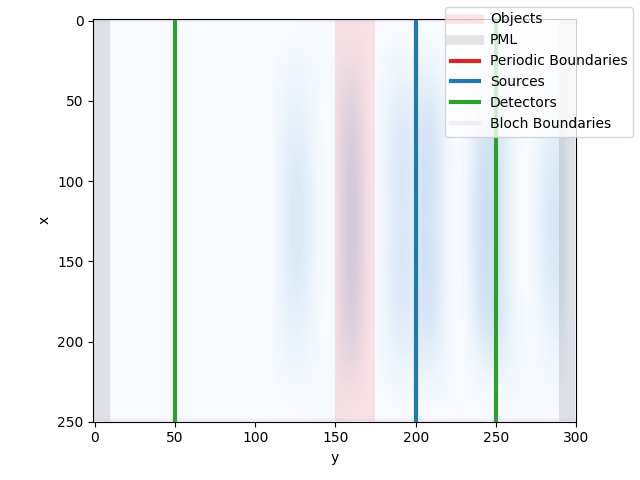 Objects
PML
Periodic Boundaries
Sources
Detectors
Bloch Boundaries
0
50
100
150
200
250
x
0 50 100 150 200 250 300
y